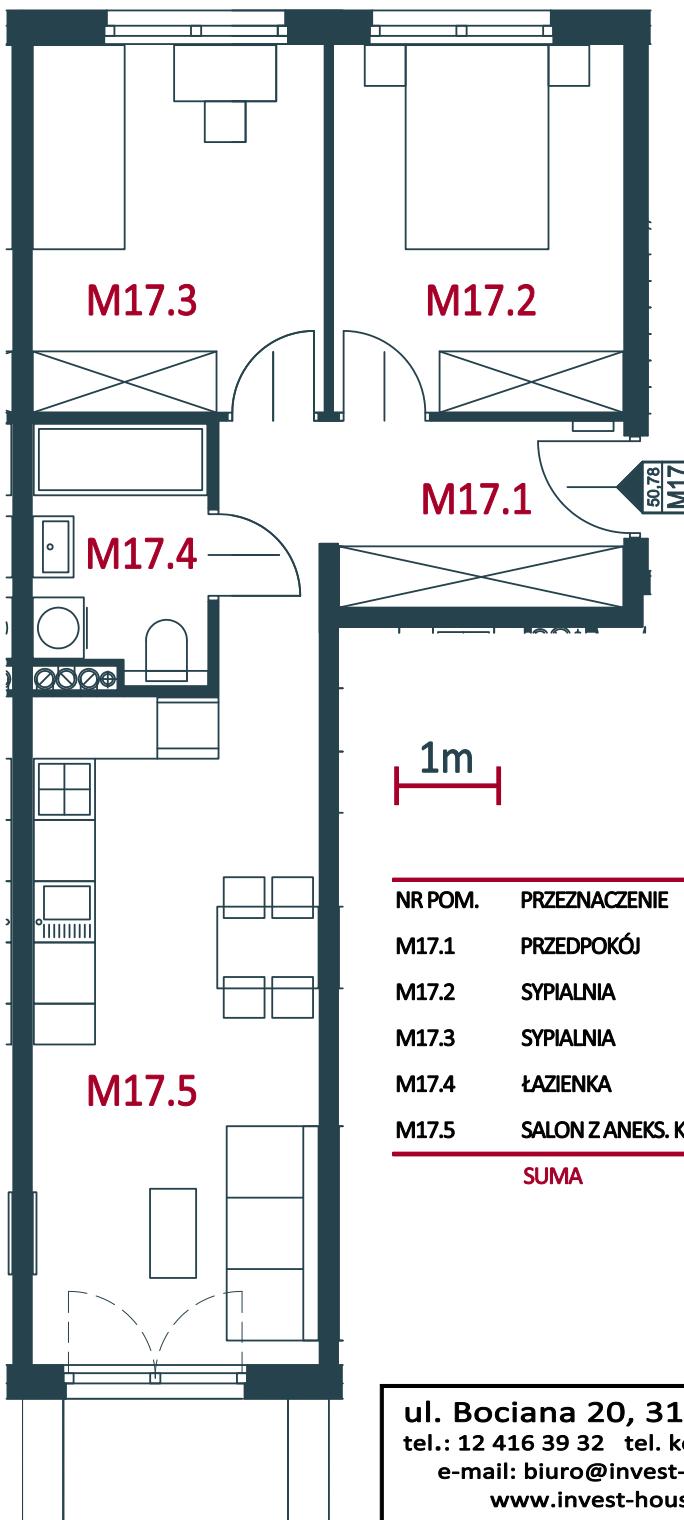 M17.3
M17.2
M17.1
50,78
M17
M17.4
1m
NR POM. PRZEZNACZENIE
M17.1 PRZEDPOKÓJ
M17.2 SYPIALNIA
M17.3 SYPIALNIA
M17.4 ŁAZIENKA
M17.5 SALON Z ANEKS. K
SUMA
M17.5
ul. Bociana 20, 31
tel.: 12 416 39 32 tel. k
e-mail: biuro@invest-
www.invest-hous